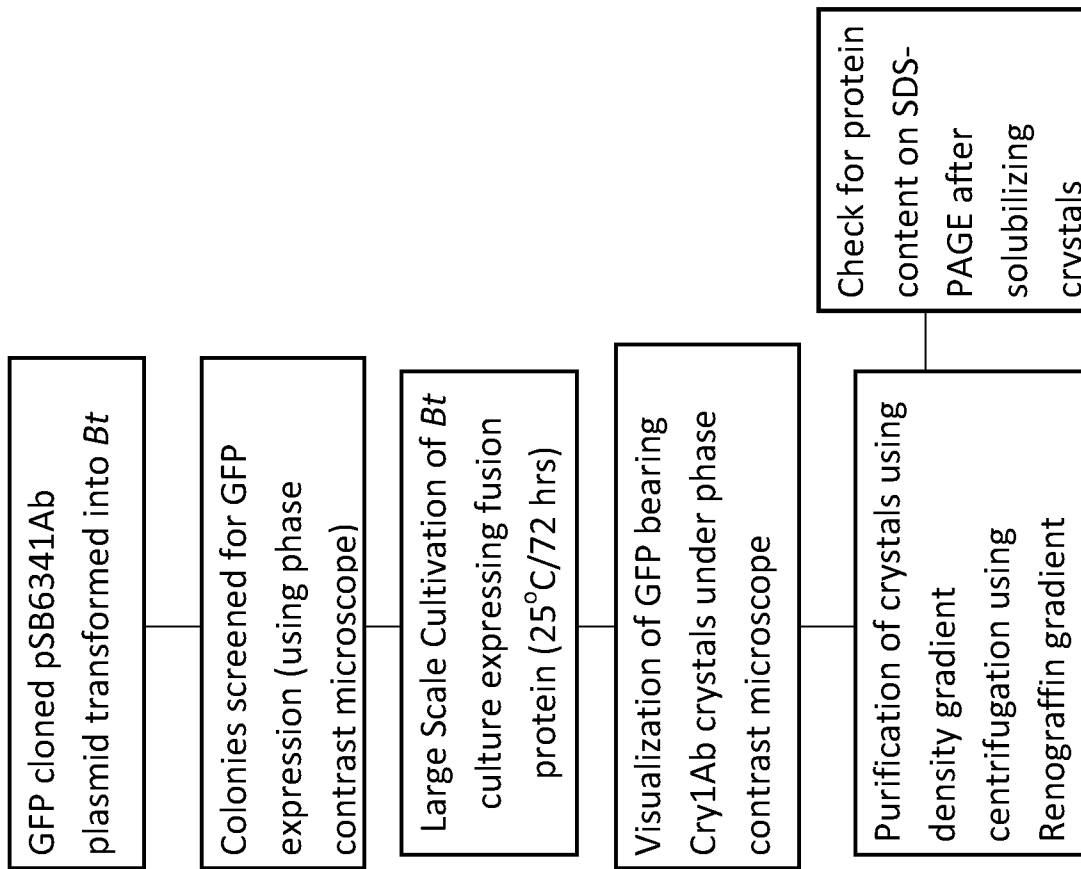 GFP cloned pSB6341Ab
plasmid transformed into Bt
Colonies screened for GFP
expression (using phase
contrast microscope)
Large Scale Cultivation of Bt
culture expressing fusion
protein (25°C/72 hrs)
Visualization of GFP bearing
Cry1Ab crystals under phase
contrast microscope
Purification of crystals using
density gradient
centrifugation using
Renograffin gradient
Check for protein
content on SDS-
PAGE after
solubilizing
crystals